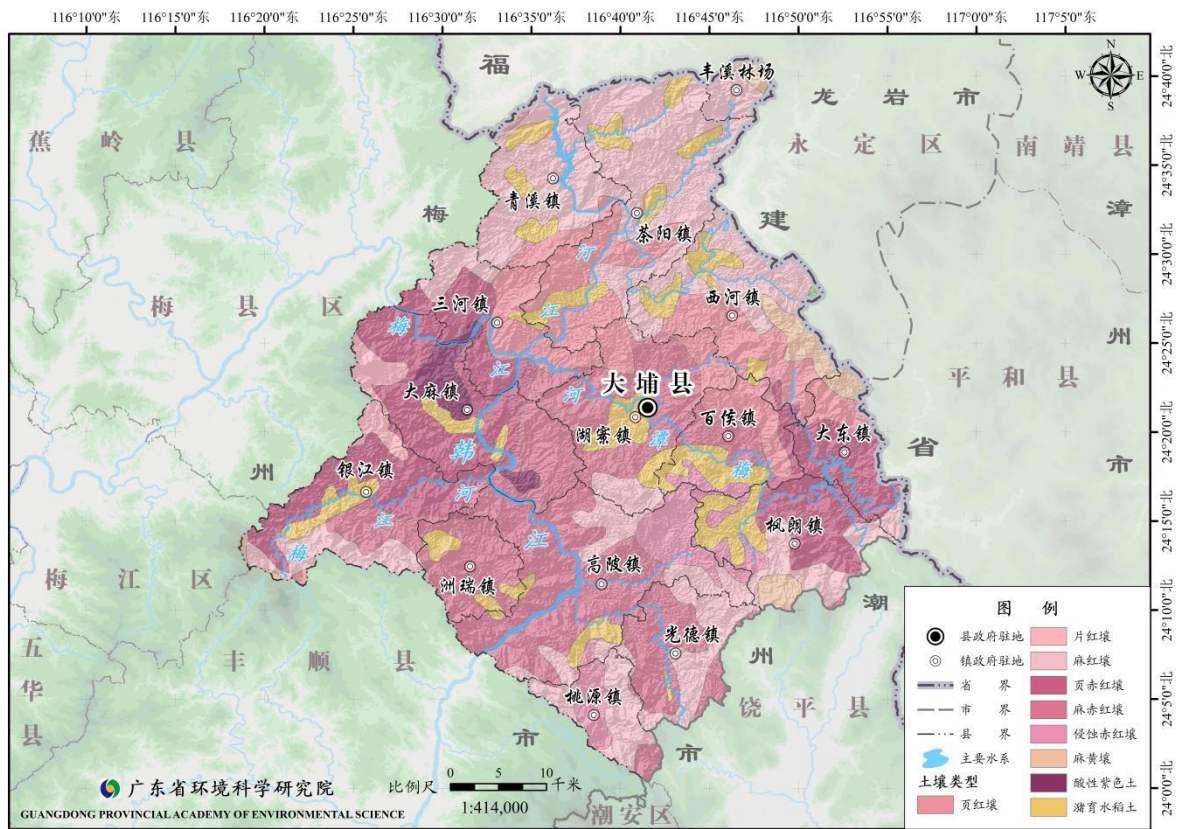 116°10'0"东
116°15'0"东
116°20'0"东
116°25'0"东
116°30'0"东
116°35'0"东
116°40'0"东
116°45'0"东
116°50'0"东
116°55'0"东
117°0'0"东
117°5'0"东
N
W
E
S
24°40'0"北
24°35'0"北
24°30'0"北
24°25'0"北
24°20'0"北
24°15'0"北
24°10'0"北
24°5'0"北
24°0'0"北
福
建
省
丰溪林场
龙岩市
永定区
南靖县
漳州市
平和县
蕉岭县
梅县区
梅江区
五华县
丰顺县
梅州市
潮州市
饶平县
潮安区
青溪镇
茶阳镇
西河镇
三河镇
大麻镇
大埔县
湖寮镇
百侯镇
大东镇
银江镇
枫朗镇
洲瑞镇
高陂镇
光德镇
桃源镇
汀江
梅江
梅潭河
韩江
梅江河
图 例
县政府驻地
镇政府驻地
省 界
市 界
县 界
主要水系
土壤类型
页红壤
片红壤
麻红壤
页赤红壤
麻赤红壤
侵蚀赤红壤
麻黄壤
酸性紫色土
潴育水稻土
广东省环境科学研究院
GUANGDONG PROVINCIAL ACADEMY OF ENVIRONMENTAL SCIENCE
比例尺
0 5 10
千米
1:414,000